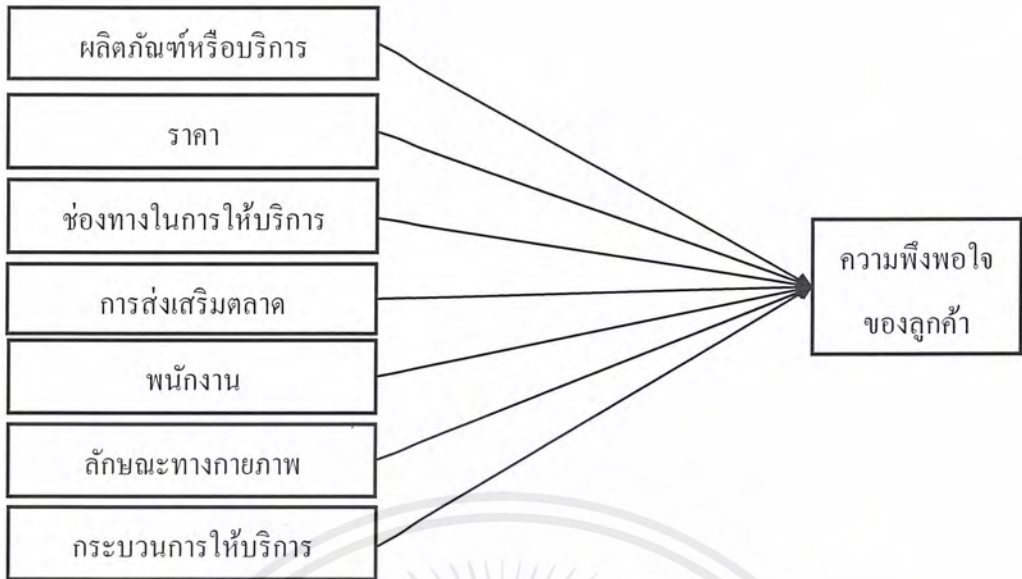 ผลิตภัณฑ์หรือบริการ
ราคา
ช่องทางในการให้บริการ
การส่งเสริมตลาด
พนักงาน
ลักษณะทางกายภาพ
กระบวนการให้บริการ
ความพึงพอใจ
ของลูกค้า